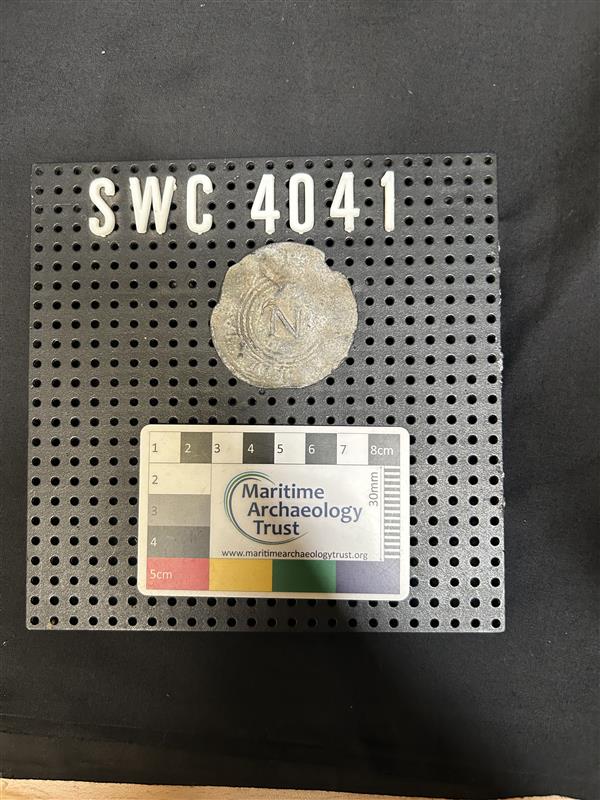 SWC 4041
N
1 2 3 4 5 6 7 8cm
2
3
4
5cm
30mm
Maritime
Archaeology
Trust
www.maritimearchaeologytrust.org